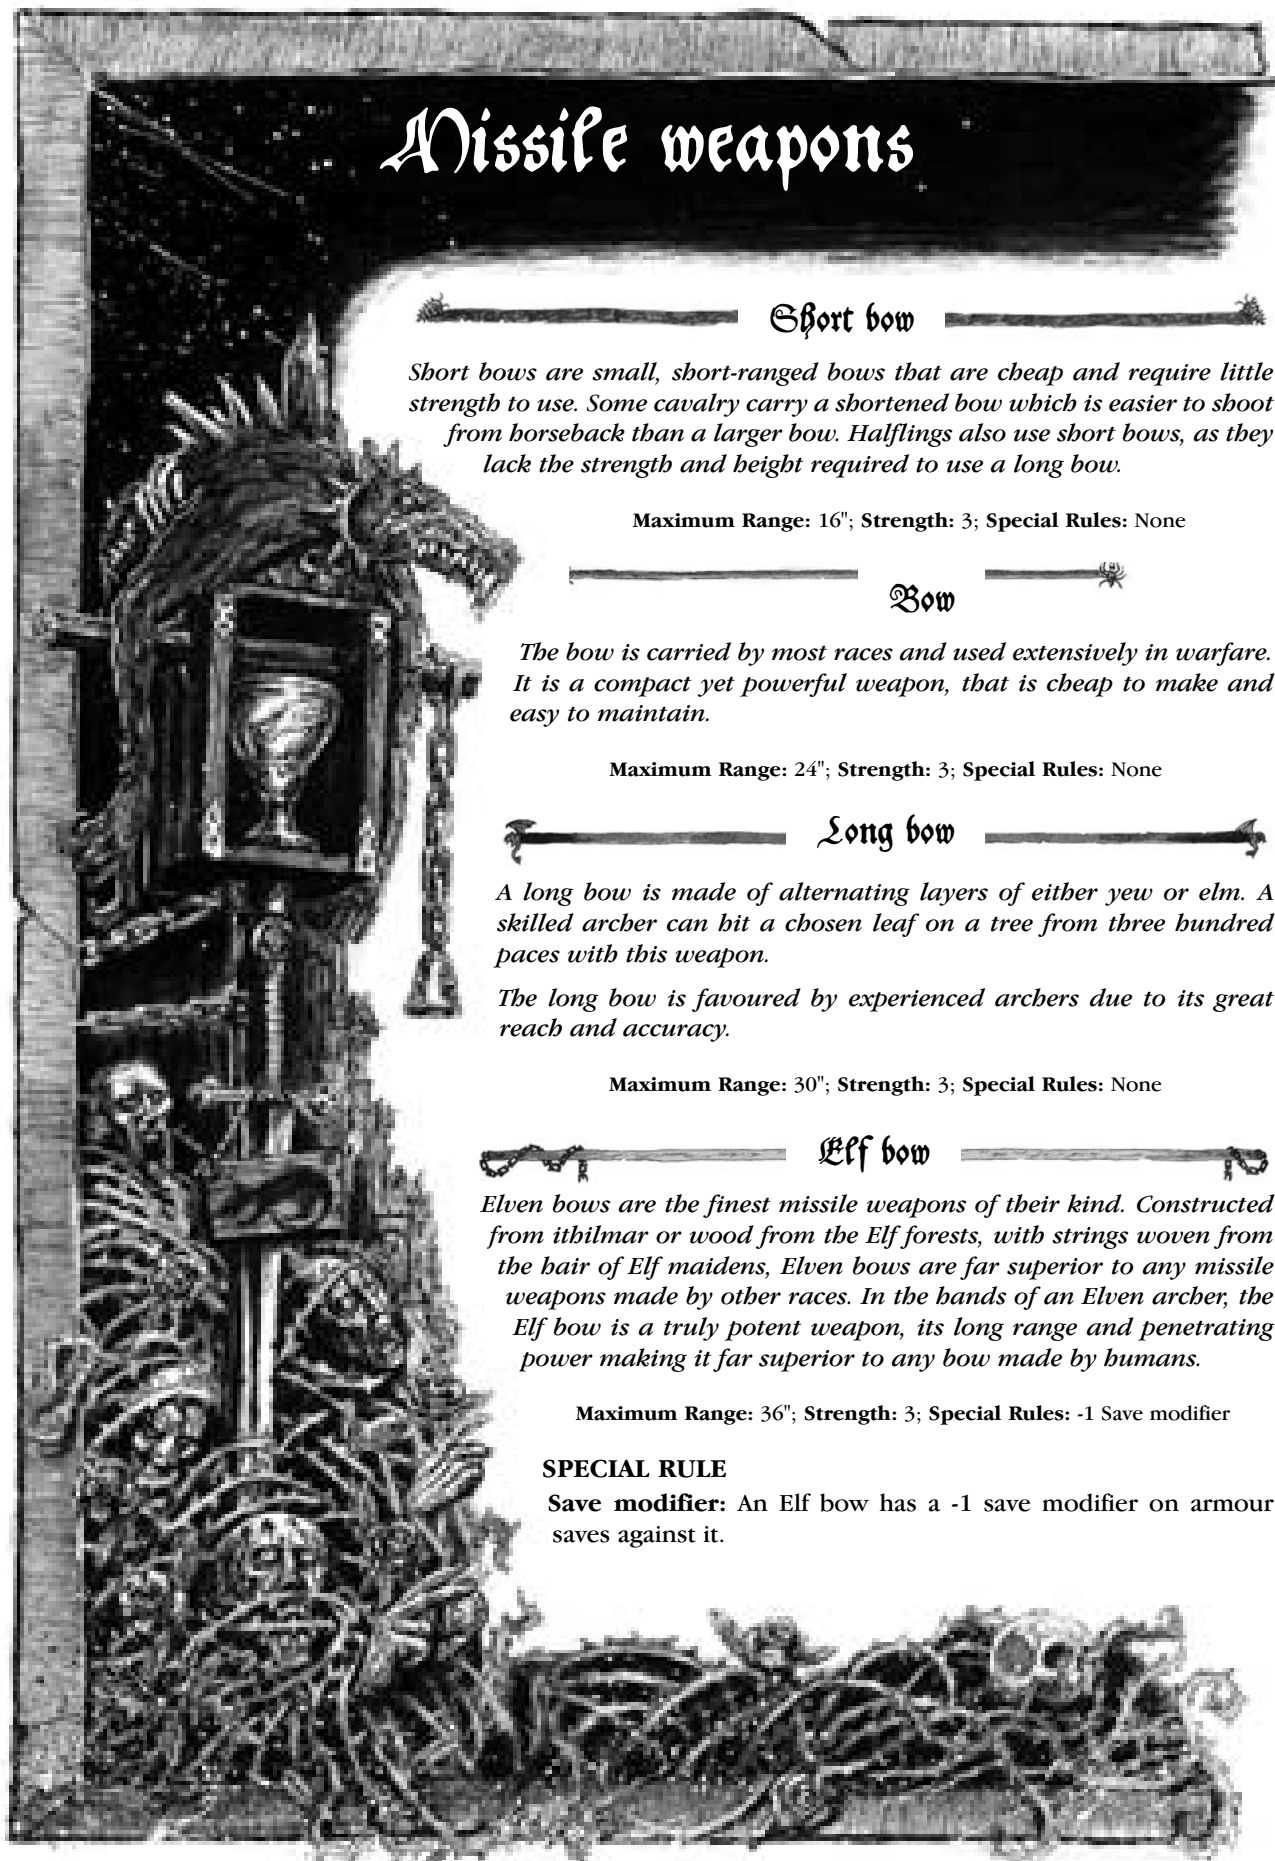 Missile weapons
Short bow
Short bows are small, short-ranged bows that are cheap and require little
strength to use. Some cavalry carry a shortened bow which is easier to shoot
from horseback than a larger bow. Halflings also use short bows, as they
lack the strength and height required to use a long bow.
Maximum Range: 16"; Strength: 3; Special Rules: None
Bow
The bow is carried by most races and used extensively in warfare.
It is a compact yet powerful weapon, that is cheap to make and
easy to maintain.
Maximum Range: 24"; Strength: 3; Special Rules: None
Long bow
A long bow is made of alternating layers of either yew or elm. A
skilled archer can hit a chosen leaf on a tree from three hundred
paces with this weapon.
The long bow is favoured by experienced archers due to its great
reach and accuracy.
Maximum Range: 30"; Strength: 3; Special Rules: None
Elf bow
Elven bows are the finest missile weapons of their kind. Constructed
from ithilmar or wood from the Elf forests, with strings woven from
the hair of Elf maidens, Elven bows are far superior to any missile
weapons made by other races. In the hands of an Elven archer, the
Elf bow is a truly potent weapon, its long range and penetrating
power making it far superior to any bow made by humans.
Maximum Range: 36"; Strength: 3; Special Rules: -1 Save modifier
SPECIAL RULE
Save modifier: An Elf bow has a -1 save modifier on armour
saves against it.